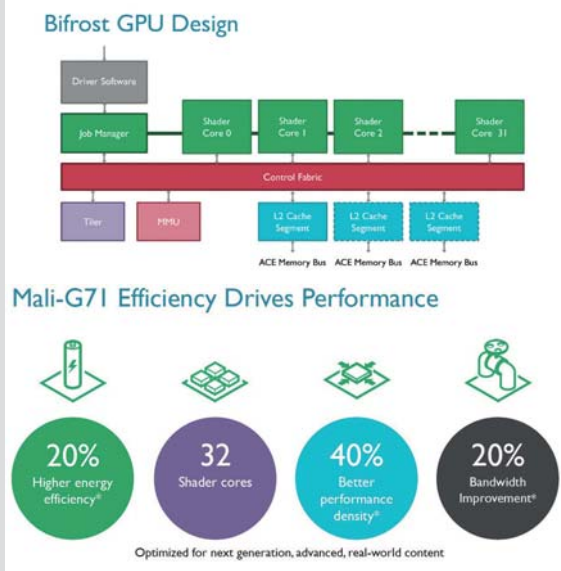 Bifrost GPU Design
Driver Software
Job Manager
Shader
Core 0
Shader
Core 1
Shader
Core 2
Shader
Core 31
Control Fabric
Tiler
MMU
L2 Cache
Segment
L2 Cache
Segment
L2 Cache
Segment
ACE Memory Bus
ACE Memory Bus
ACE Memory Bus
Mali-G71 Efficiency Drives Performance
20%
Higher energy
efficiency*
32
Shader cores
40%
Better
performance
density*
20%
Bandwidth
Improvement*
Optimized for next generation, advanced, real-world content